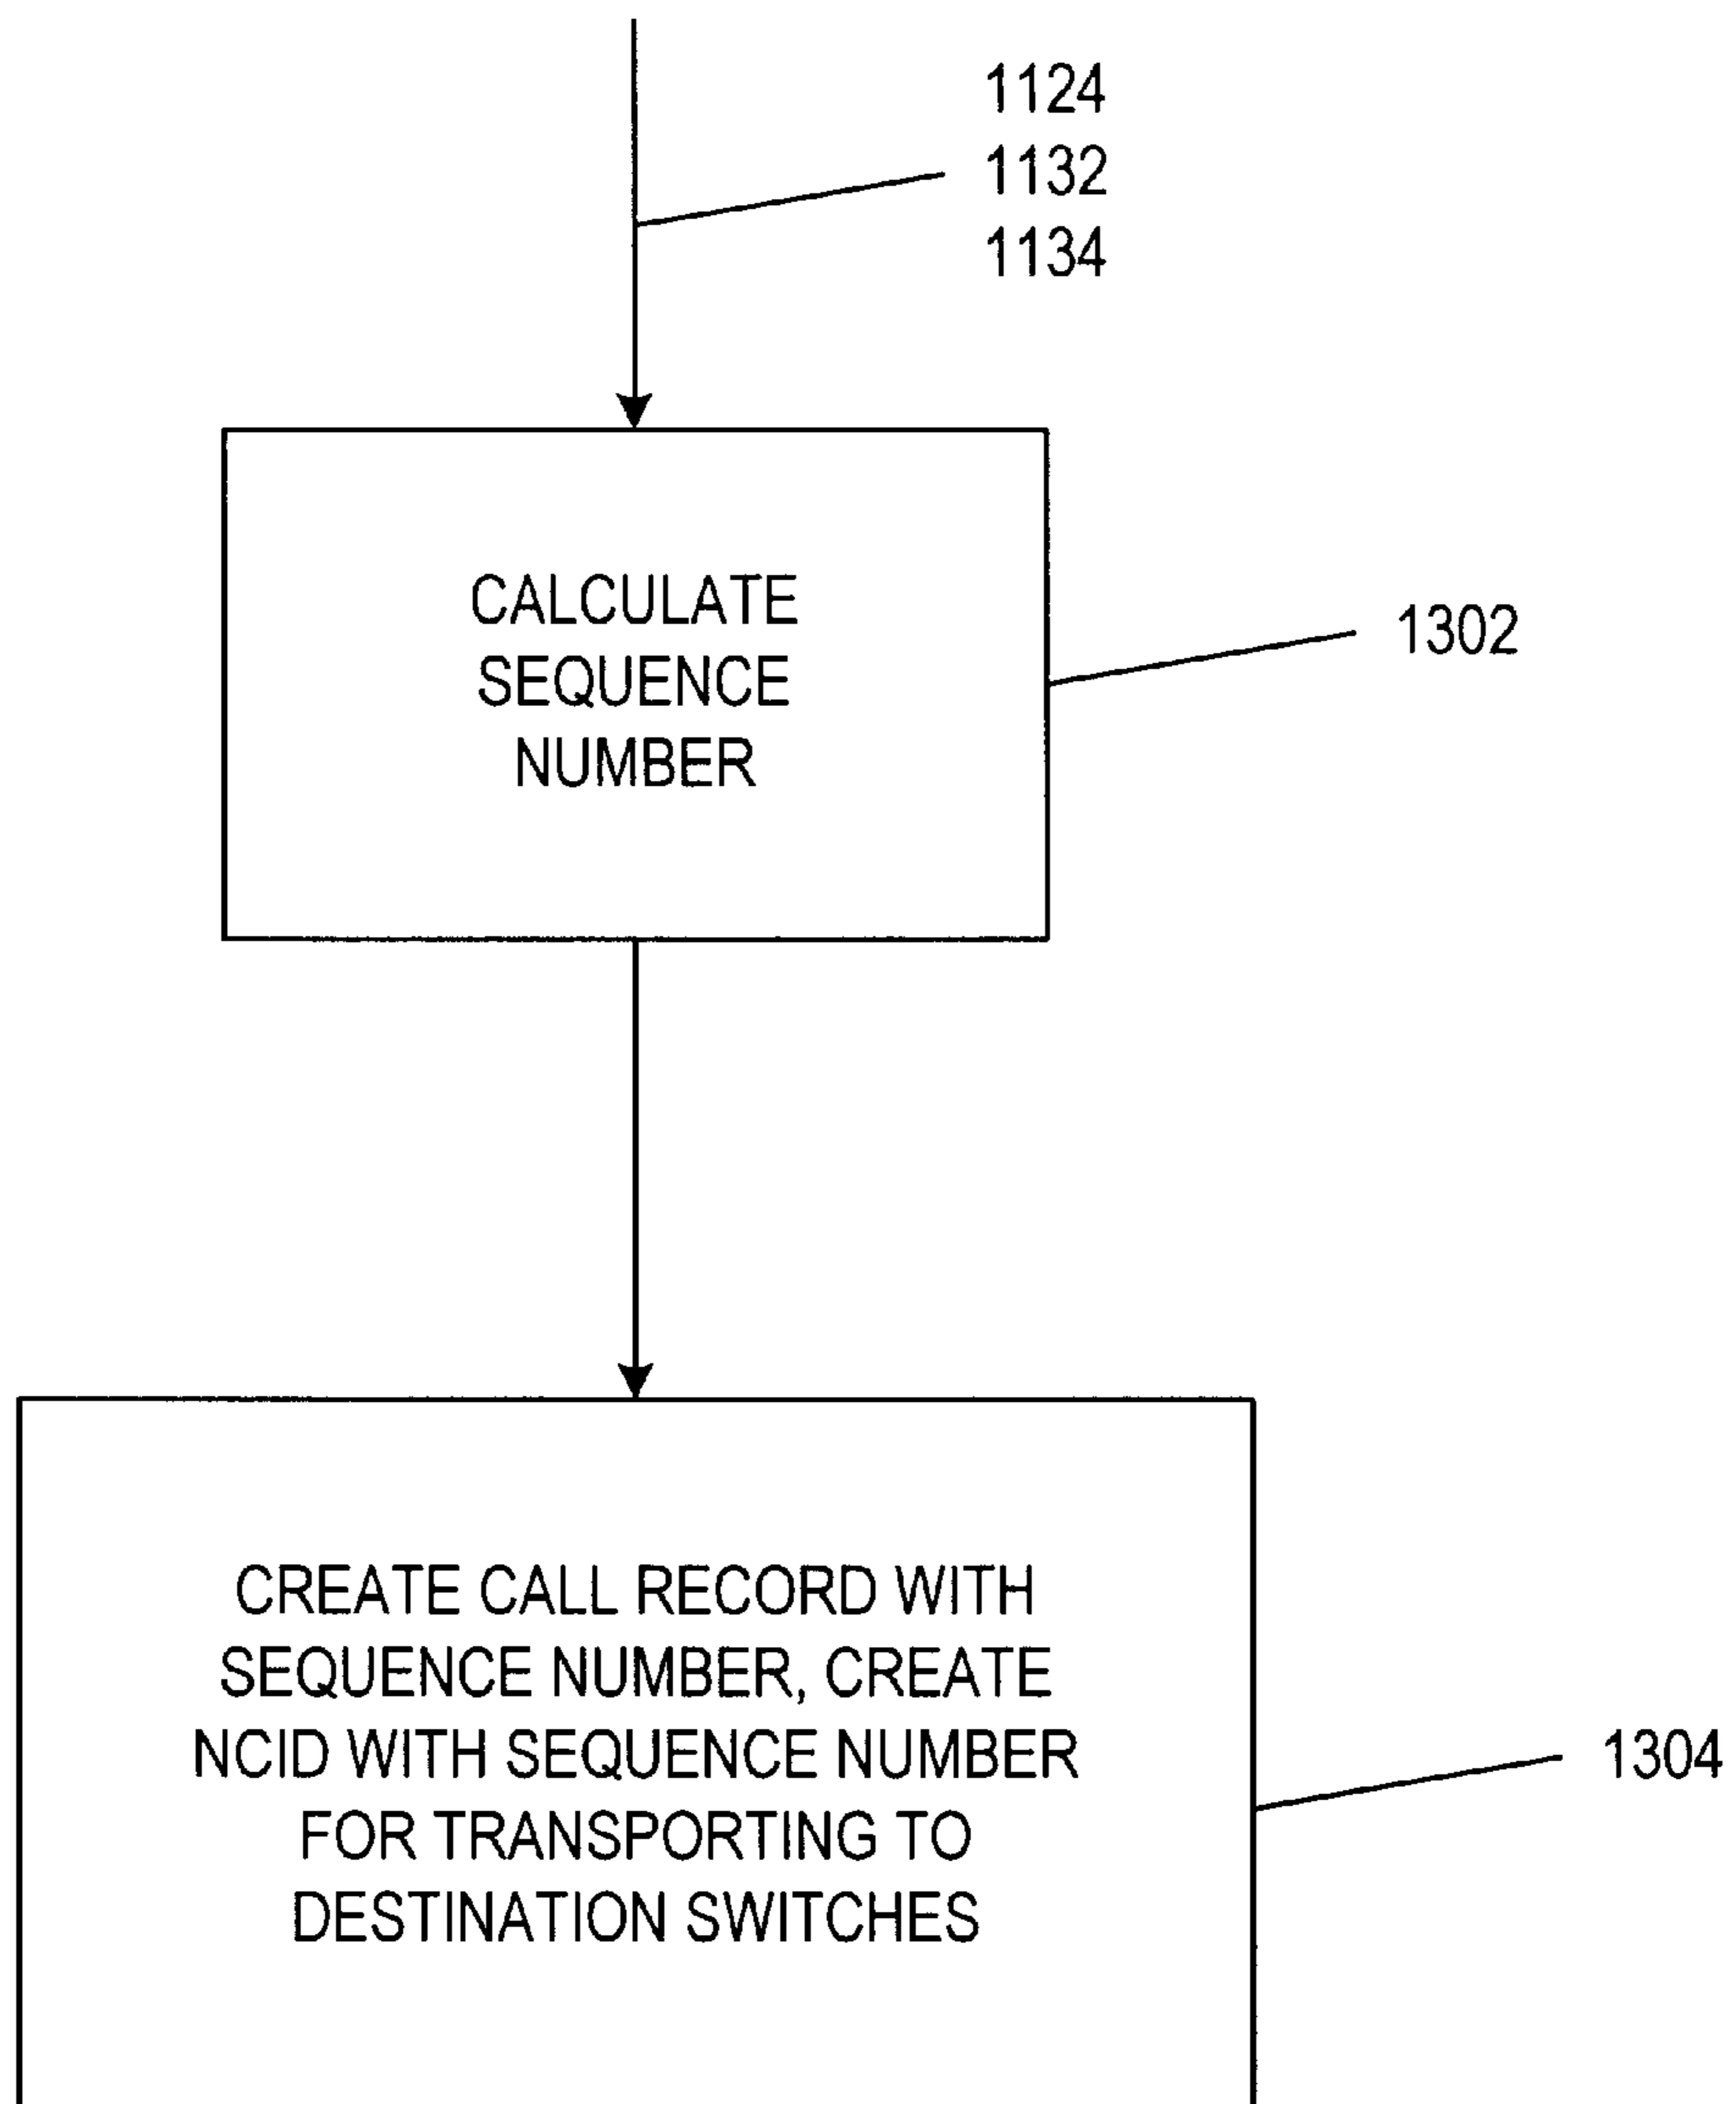 1124
1132
1134
CALCULATE
SEQUENCE
NUMBER
1302
CREATE CALL RECORD WITH
SEQUENCE NUMBER, CREATE
NCID WITH SEQUENCE NUMBER
FOR TRANSPORTING TO
DESTINATION SWITCHES
1304